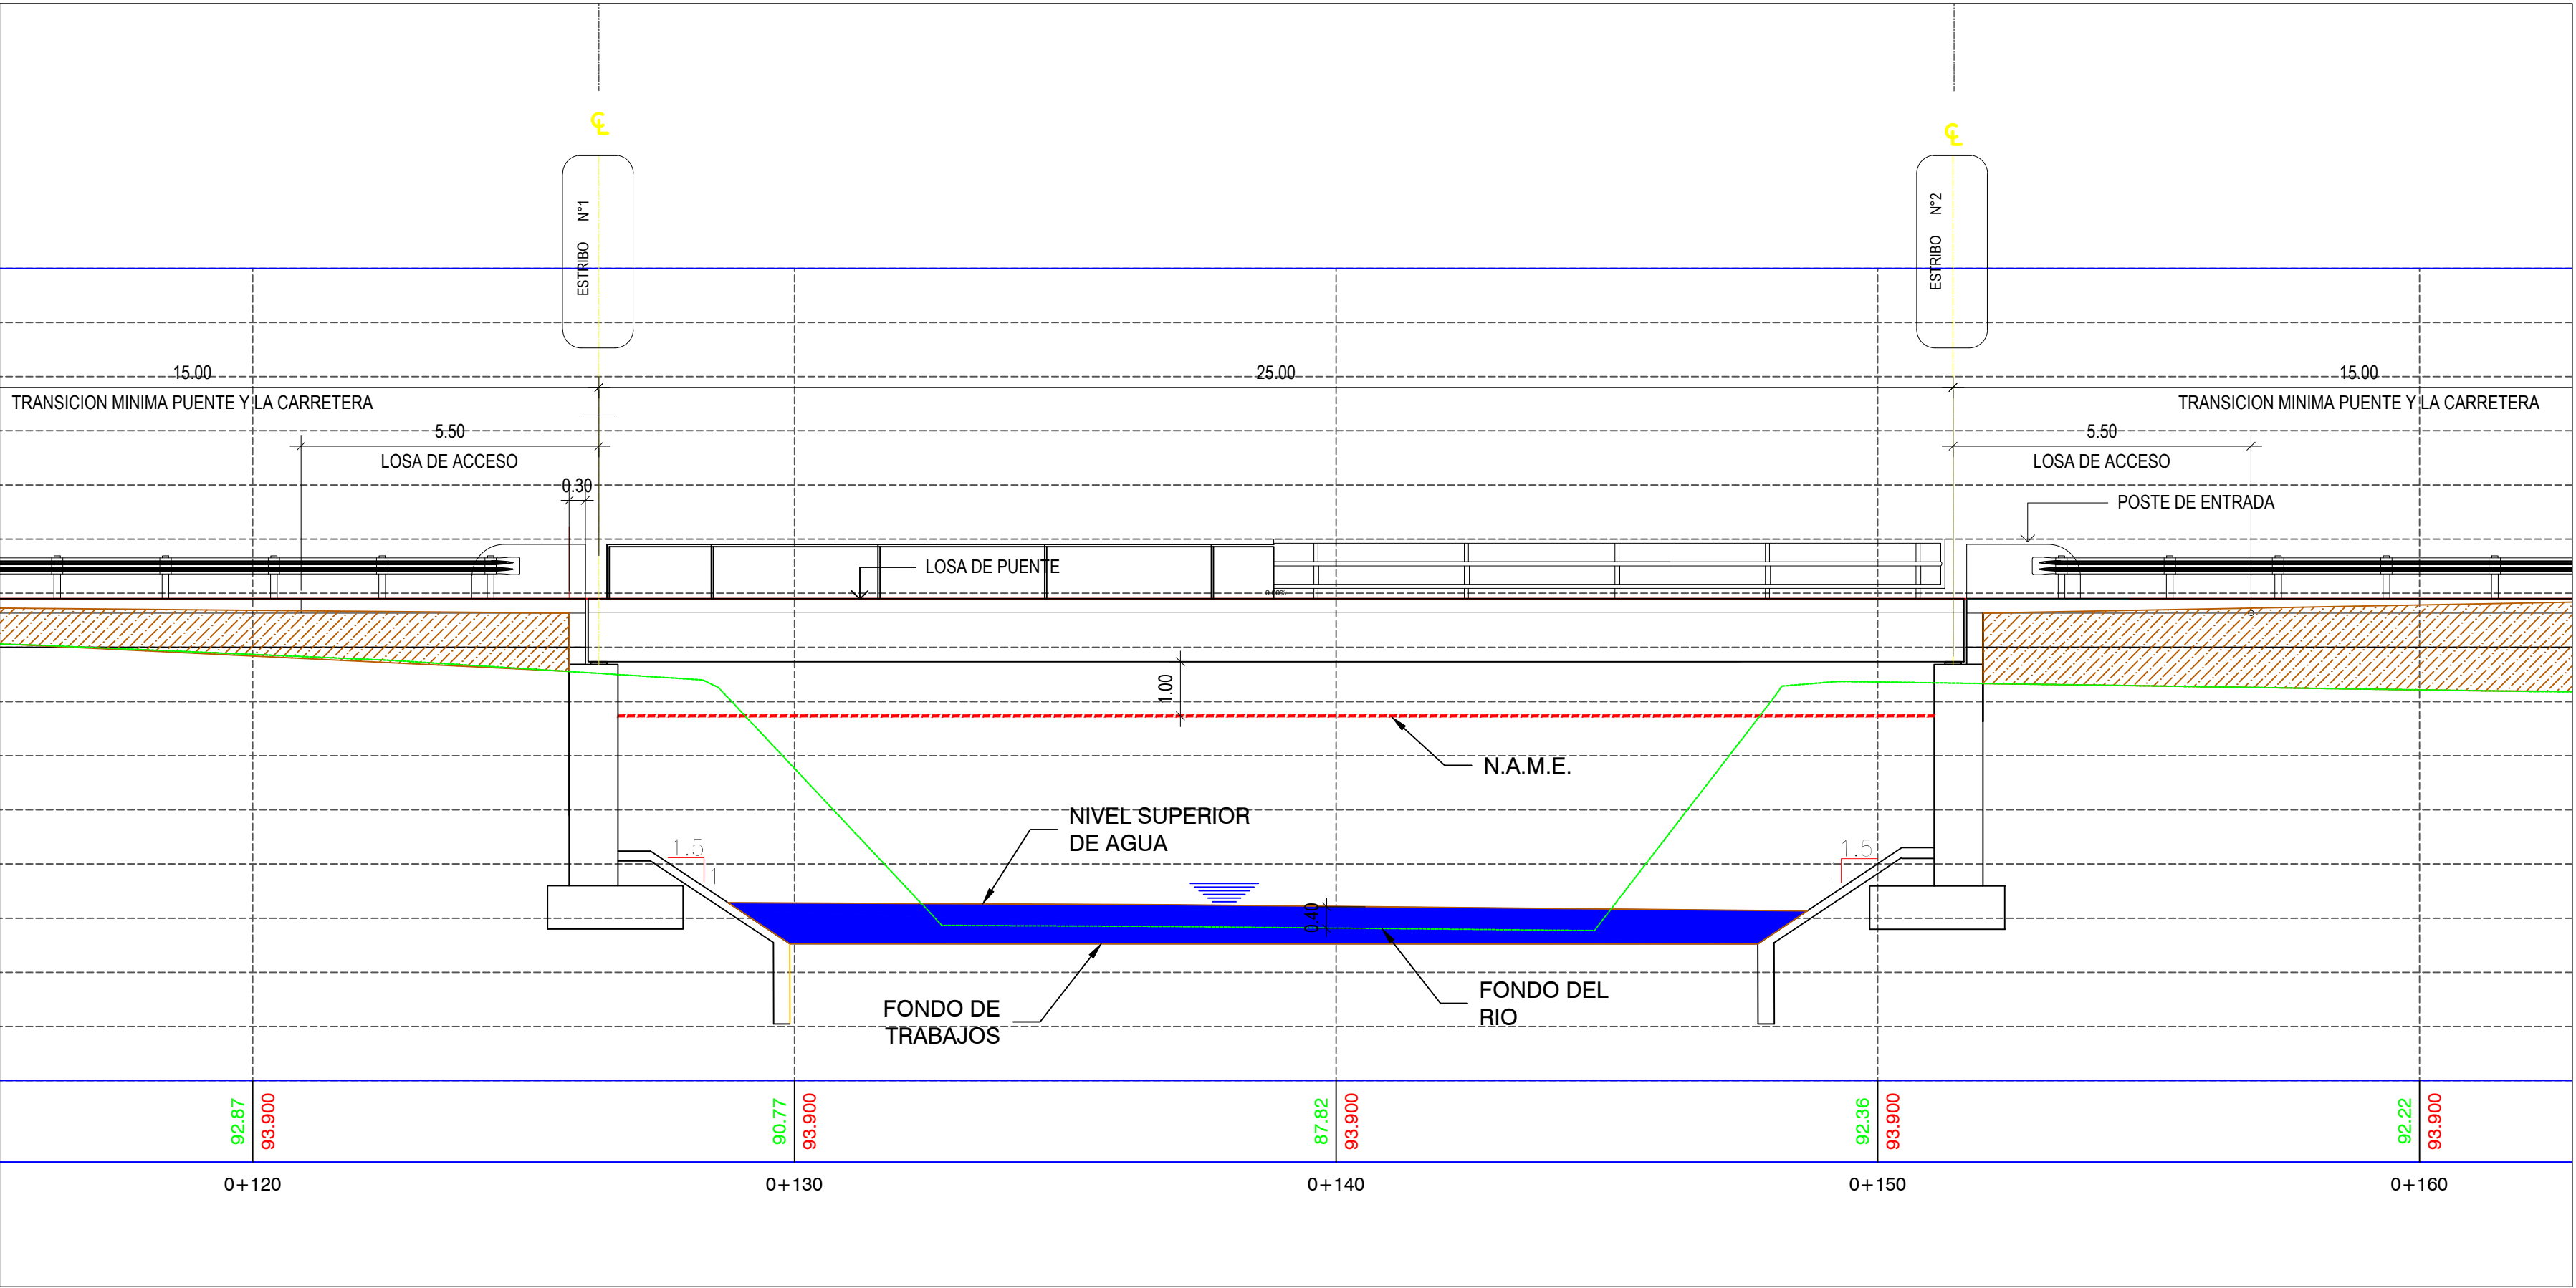 ℄
℄
ESTRIBO N°1
ESTRIBO N°2
15.00
25.00
15.00
TRANSICION MINIMA PUENTE Y LA CARRETERA
TRANSICION MINIMA PUENTE Y LA CARRETERA
5.50
5.50
LOSA DE ACCESO
LOSA DE ACCESO
0.30
POSTE DE ENTRADA
LOSA DE PUENTE
0.00%
1.00
N.A.M.E.
NIVEL SUPERIOR
DE AGUA
1.5
1
1.5
1
0.40
FONDO DE
TRABAJOS
FONDO DEL
RIO
92.87
93.900
90.77
93.900
87.82
93.900
92.36
93.900
92.22
93.900
0+120
0+130
0+140
0+150
0+160